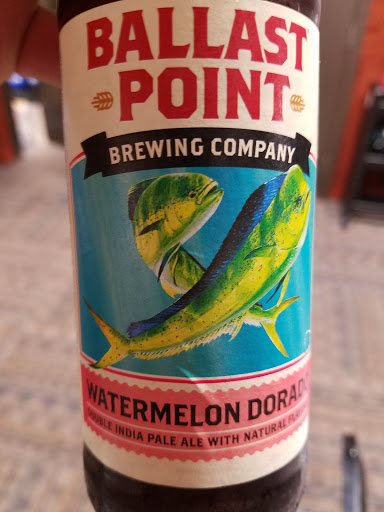 BALLAST
POINT
BREWING COMPANY
WATERMELON DORADO
DOUBLE INDIA PALE ALE WITH NATURAL